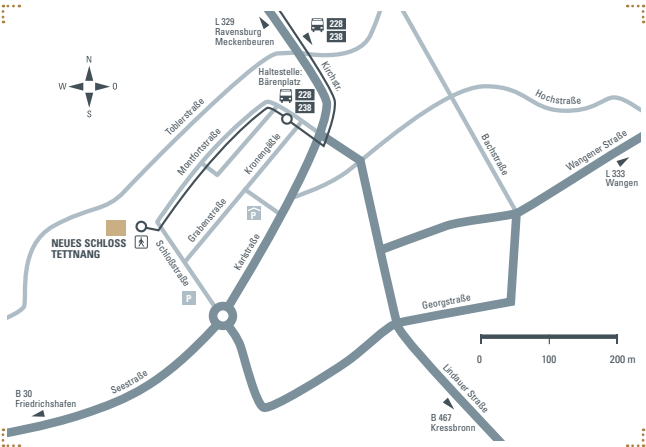 L 329
Ravensburg
Meckenbeuren
228
238
Kirchstr.
Haltestelle:
Bärenplatz
228
238
N
W
O
S
Toblerstraße
Montfortstraße
Kronengäßle
Grabenstraße
Hochstraße
Bachstraße
Wangener Straße
L 333
Wangen
P
NEUES SCHLOSS
TETTNANG
Schloßstraße
Karlstraße
P
Georgstraße
0
100
200 m
Seestraße
B 30
Friedrichshafen
Lindauer Straße
B 467
Kressbronn